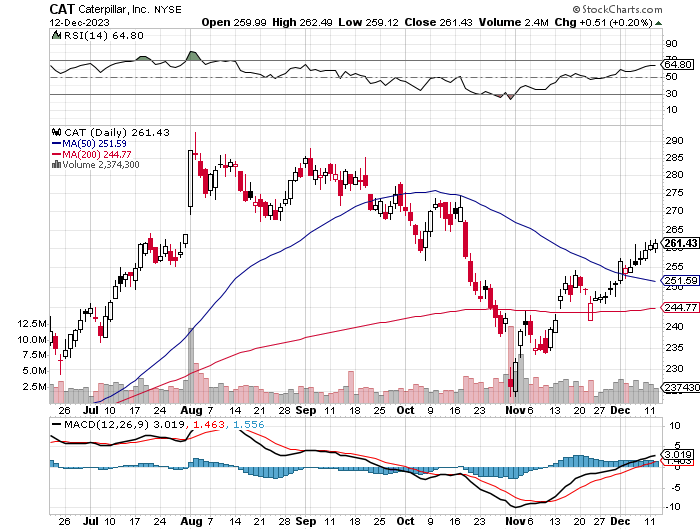 CAT Caterpillar, Inc. NYSE
© StockCharts.com
12-Dec-2023
Open 259.99 High 262.49 Low 259.12 Close 261.43 Volume 2.4M Chg +0.51 (+0.20%)
RSI(14) 64.80
90
70
64.80
50
30
10
CAT (Daily) 261.43
MA(50) 251.59
MA(200) 244.77
Volume 2,374,300
290
285
280
275
270
265
261.43
255
251.59
244.77
240
235
230
237430
12.5M
10.0M
7.5M
5.0M
2.5M
26 Jul 10 17 24 Aug 7 14 21 28 Sep 11 18 25 Oct 9 16 23 Nov 6 13 20 27 Dec 11
MACD(12,26,9) 3.019, 1.463, 1.556
10
5
3.019
1.463
0
-5
-10
26 Jul 10 17 24 Aug 7 14 21 28 Sep 11 18 25 Oct 9 16 23 Nov 6 13 20 27 Dec 11